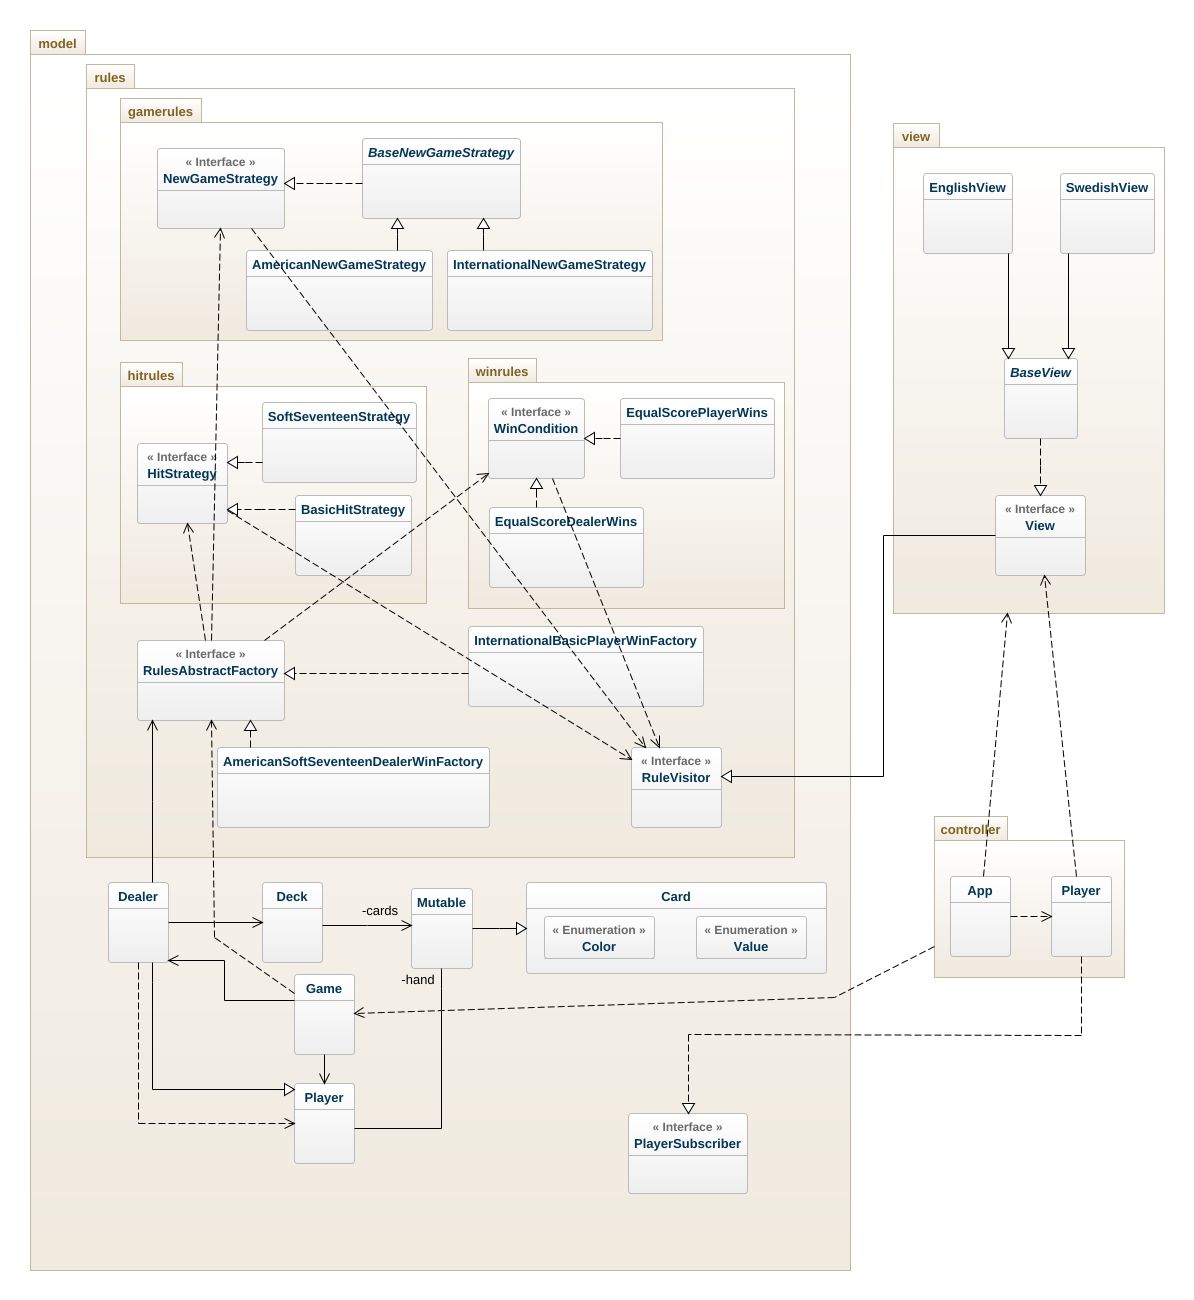 model
rules
gamerules
« Interface »
NewGameStrategy
BaseNewGameStrategy
AmericanNewGameStrategy
InternationalNewGameStrategy
hitrules
SoftSeventeenStrategy
« Interface »
HitStrategy
BasicHitStrategy
winrules
« Interface »
WinCondition
EqualScorePlayerWins
EqualScoreDealerWins
« Interface »
RulesAbstractFactory
InternationalBasicPlayerWinFactory
AmericanSoftSeventeenDealerWinFactory
« Interface »
RuleVisitor
Dealer
Deck
-cards
Mutable
-hand
Card
« Enumeration »
Color
« Enumeration »
Value
Game
Player
« Interface »
PlayerSubscriber
view
EnglishView
SwedishView
BaseView
« Interface »
View
controller
App
Player